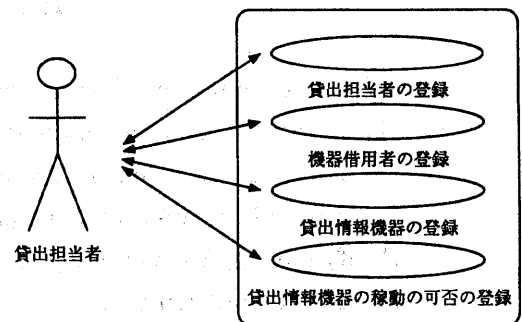 貸出担当者の登録
機器借用者の登録
貸出情報機器の登録
貸出担当者
貸出情報機器の稼動の可否の登録